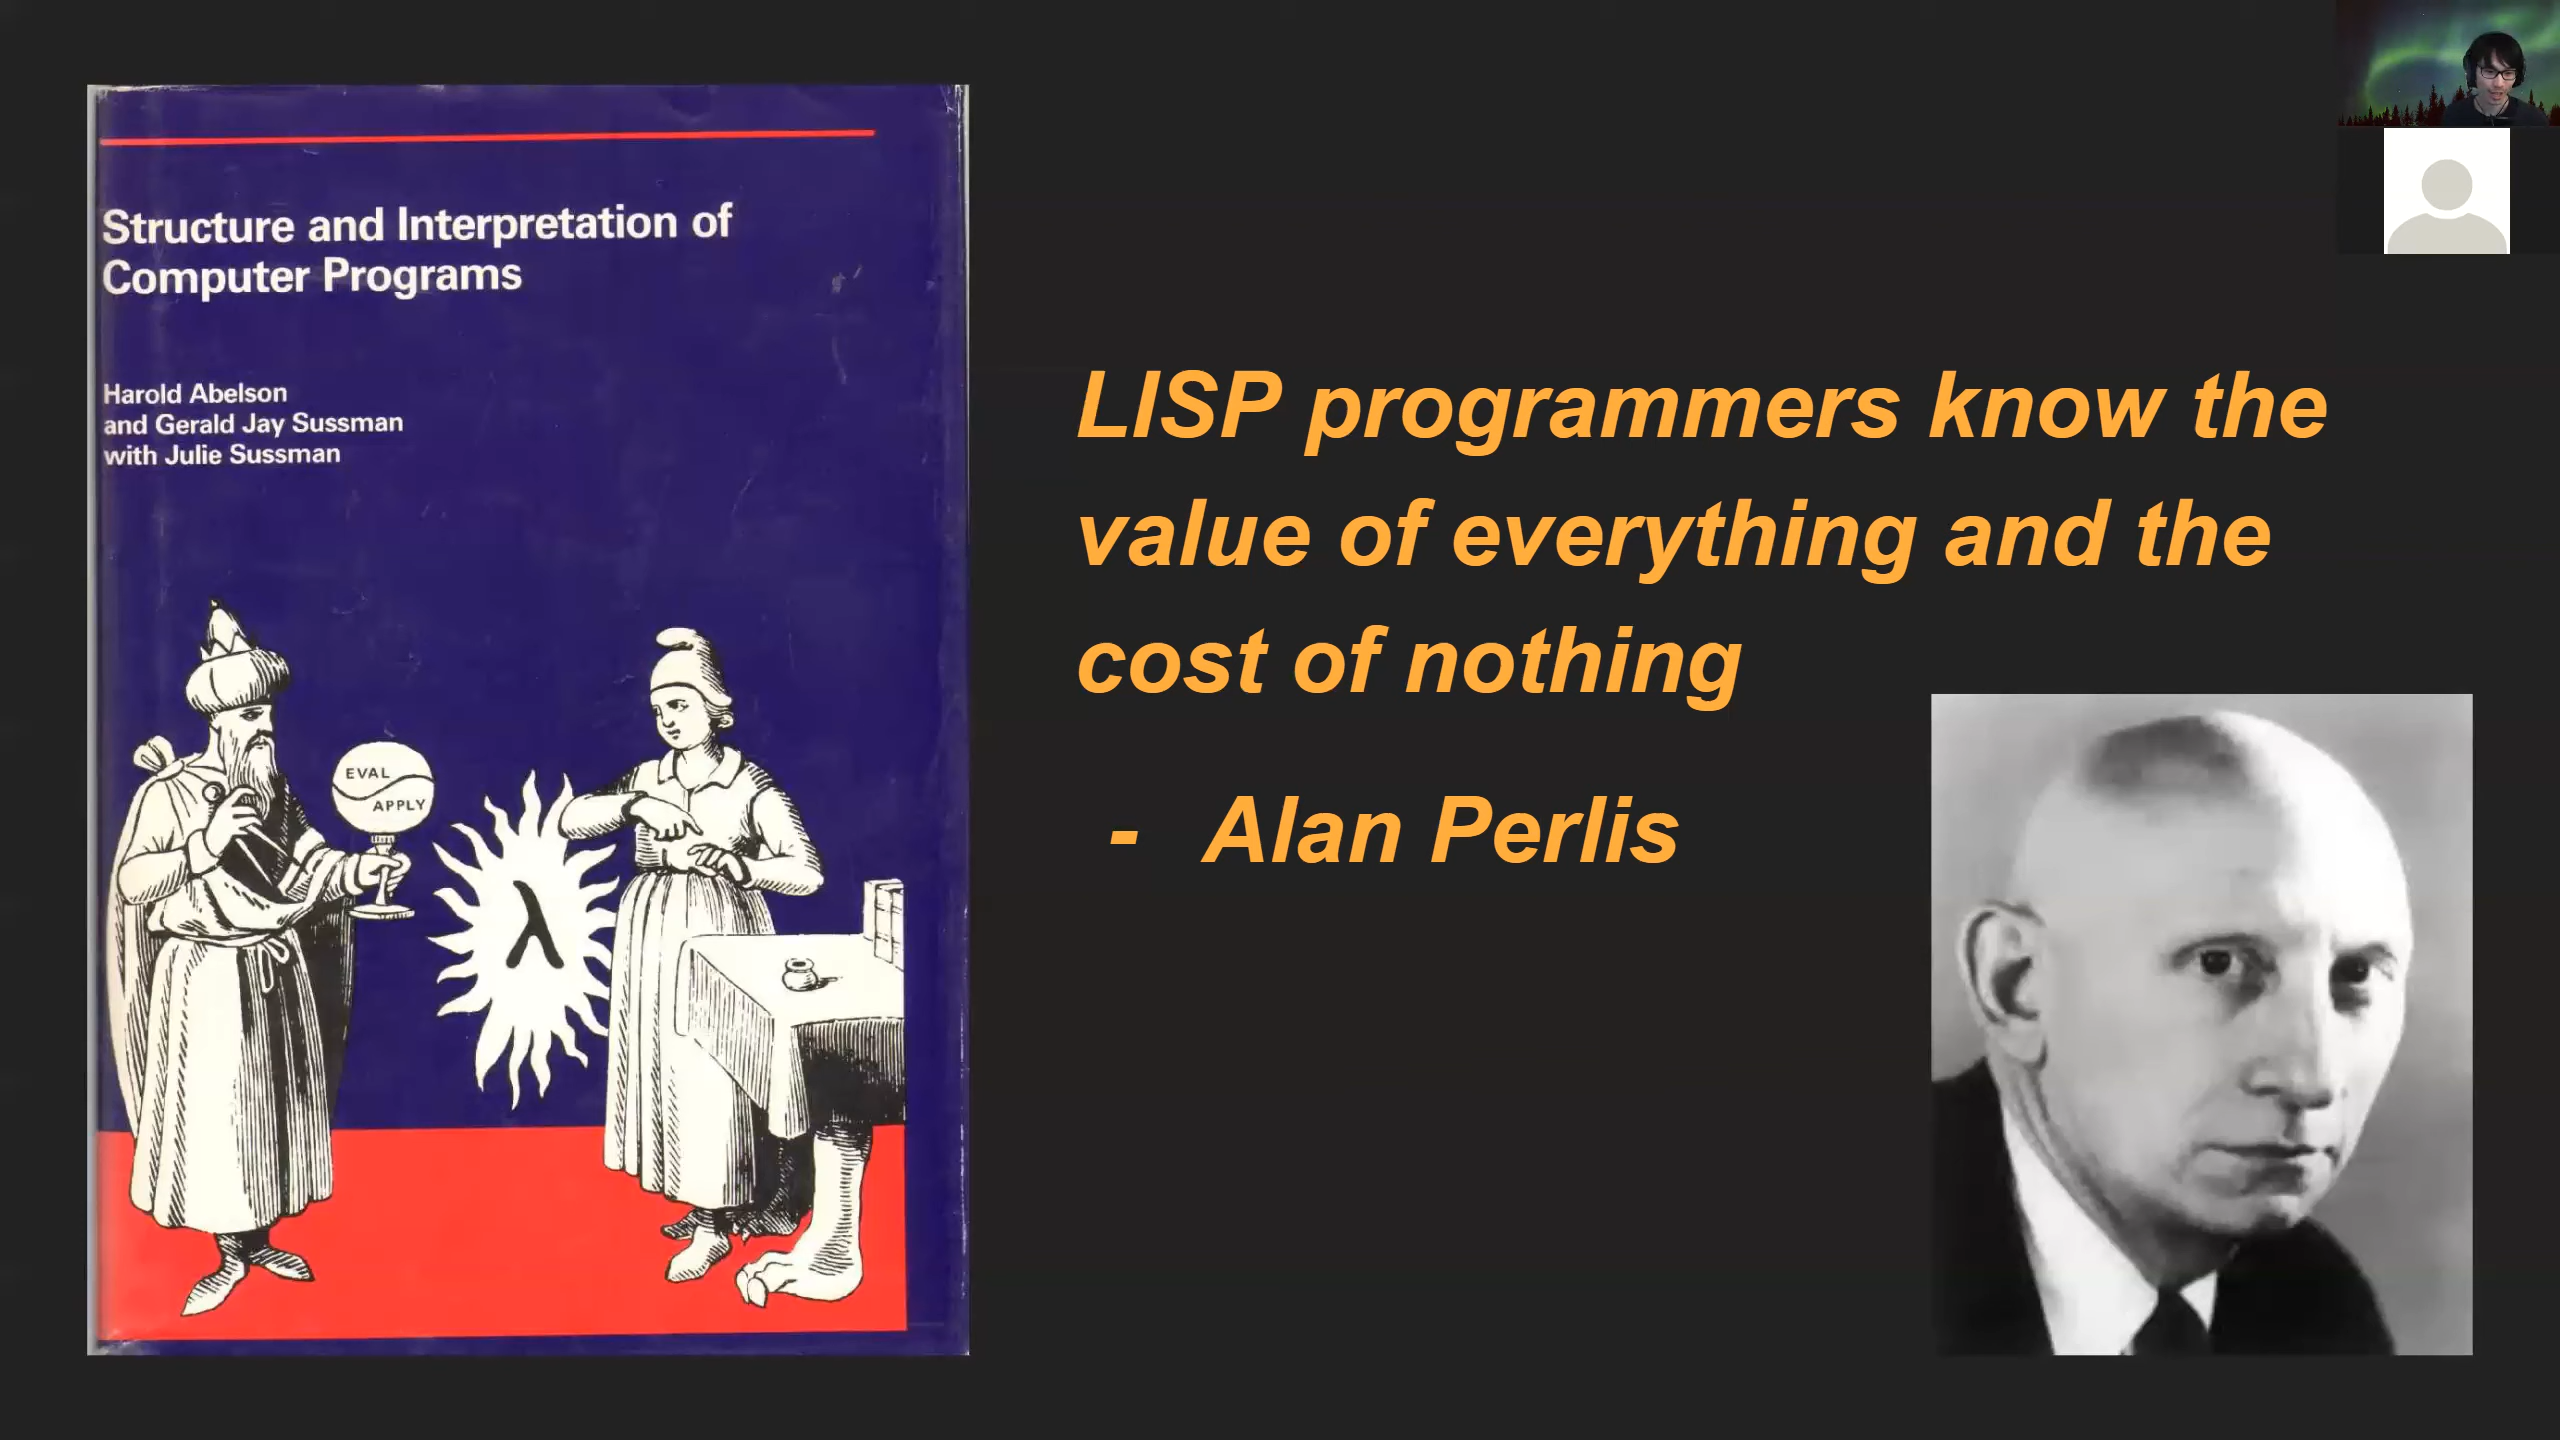 Structure and Interpretation of
Computer Programs
Harold Abelson
and Gerald Jay Sussman
with Julie Sussman
EVAL
APPLY
λ
LISP programmers know the
value of everything and the
cost of nothing
- Alan Perlis